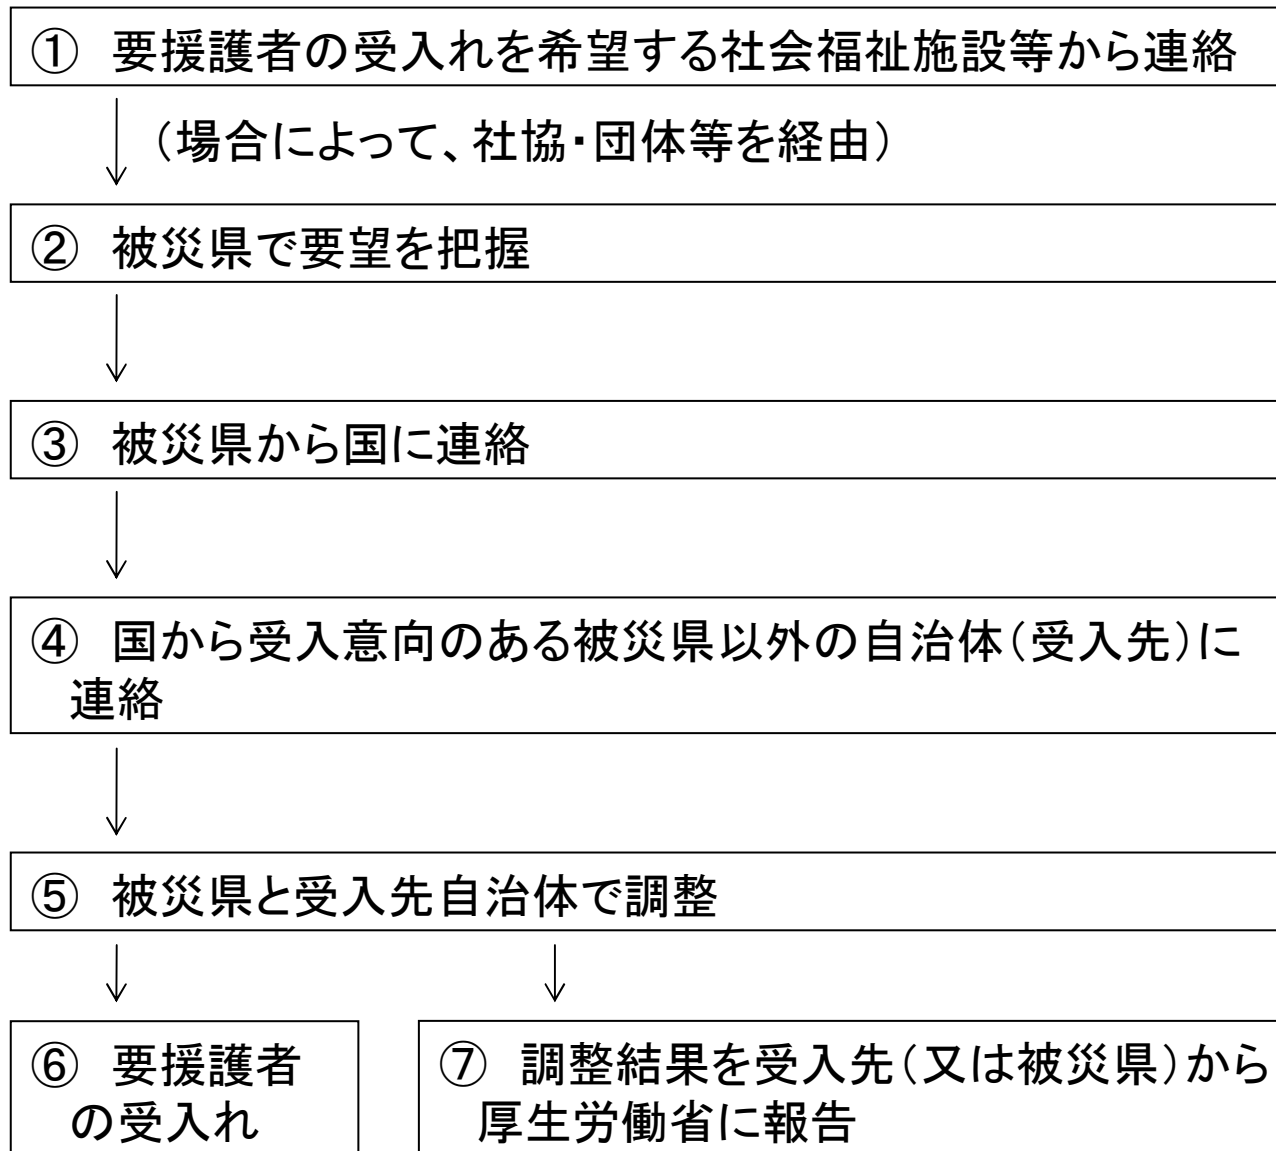 ① 要援護者の受入れを希望する社会福祉施設等から連絡
（場合によって、社協・団体等を経由）
② 被災県で要望を把握
③ 被災県から国に連絡
④ 国から受入意向のある被災県以外の自治体（受入先）に
連絡
⑤ 被災県と受入先自治体で調整
⑥ 要援護者
の受入れ
⑦ 調整結果を受入先（又は被災県）から
厚生労働省に報告